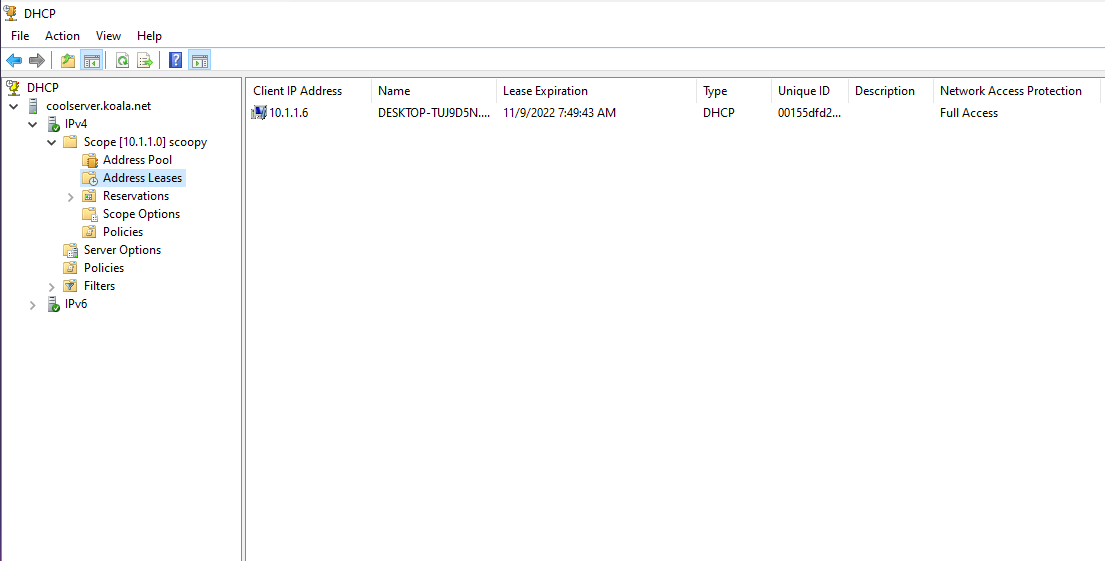 DHCP
File Action View Help
DHCP
coolserver.koala.net
IPv4
Scope [10.1.1.0] scoopy
Address Pool
Address Leases
Reservations
Scope Options
Policies
Server Options
Policies
Filters
IPv6
Client IP Address Name Lease Expiration Type Unique ID Description Network Access Protection
10.1.1.6 DESKTOP-TUJ9D5N.... 11/9/2022 7:49:43 AM DHCP 00155dfd2... Full Access